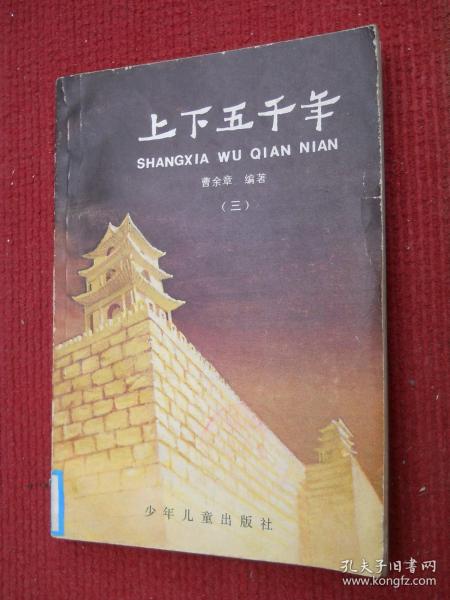 上下五千年
SHANGXIA WU QIAN NIAN
曹余章 编著
(三)
少年儿童出版社
孔夫子旧书网
www.kongfz.com